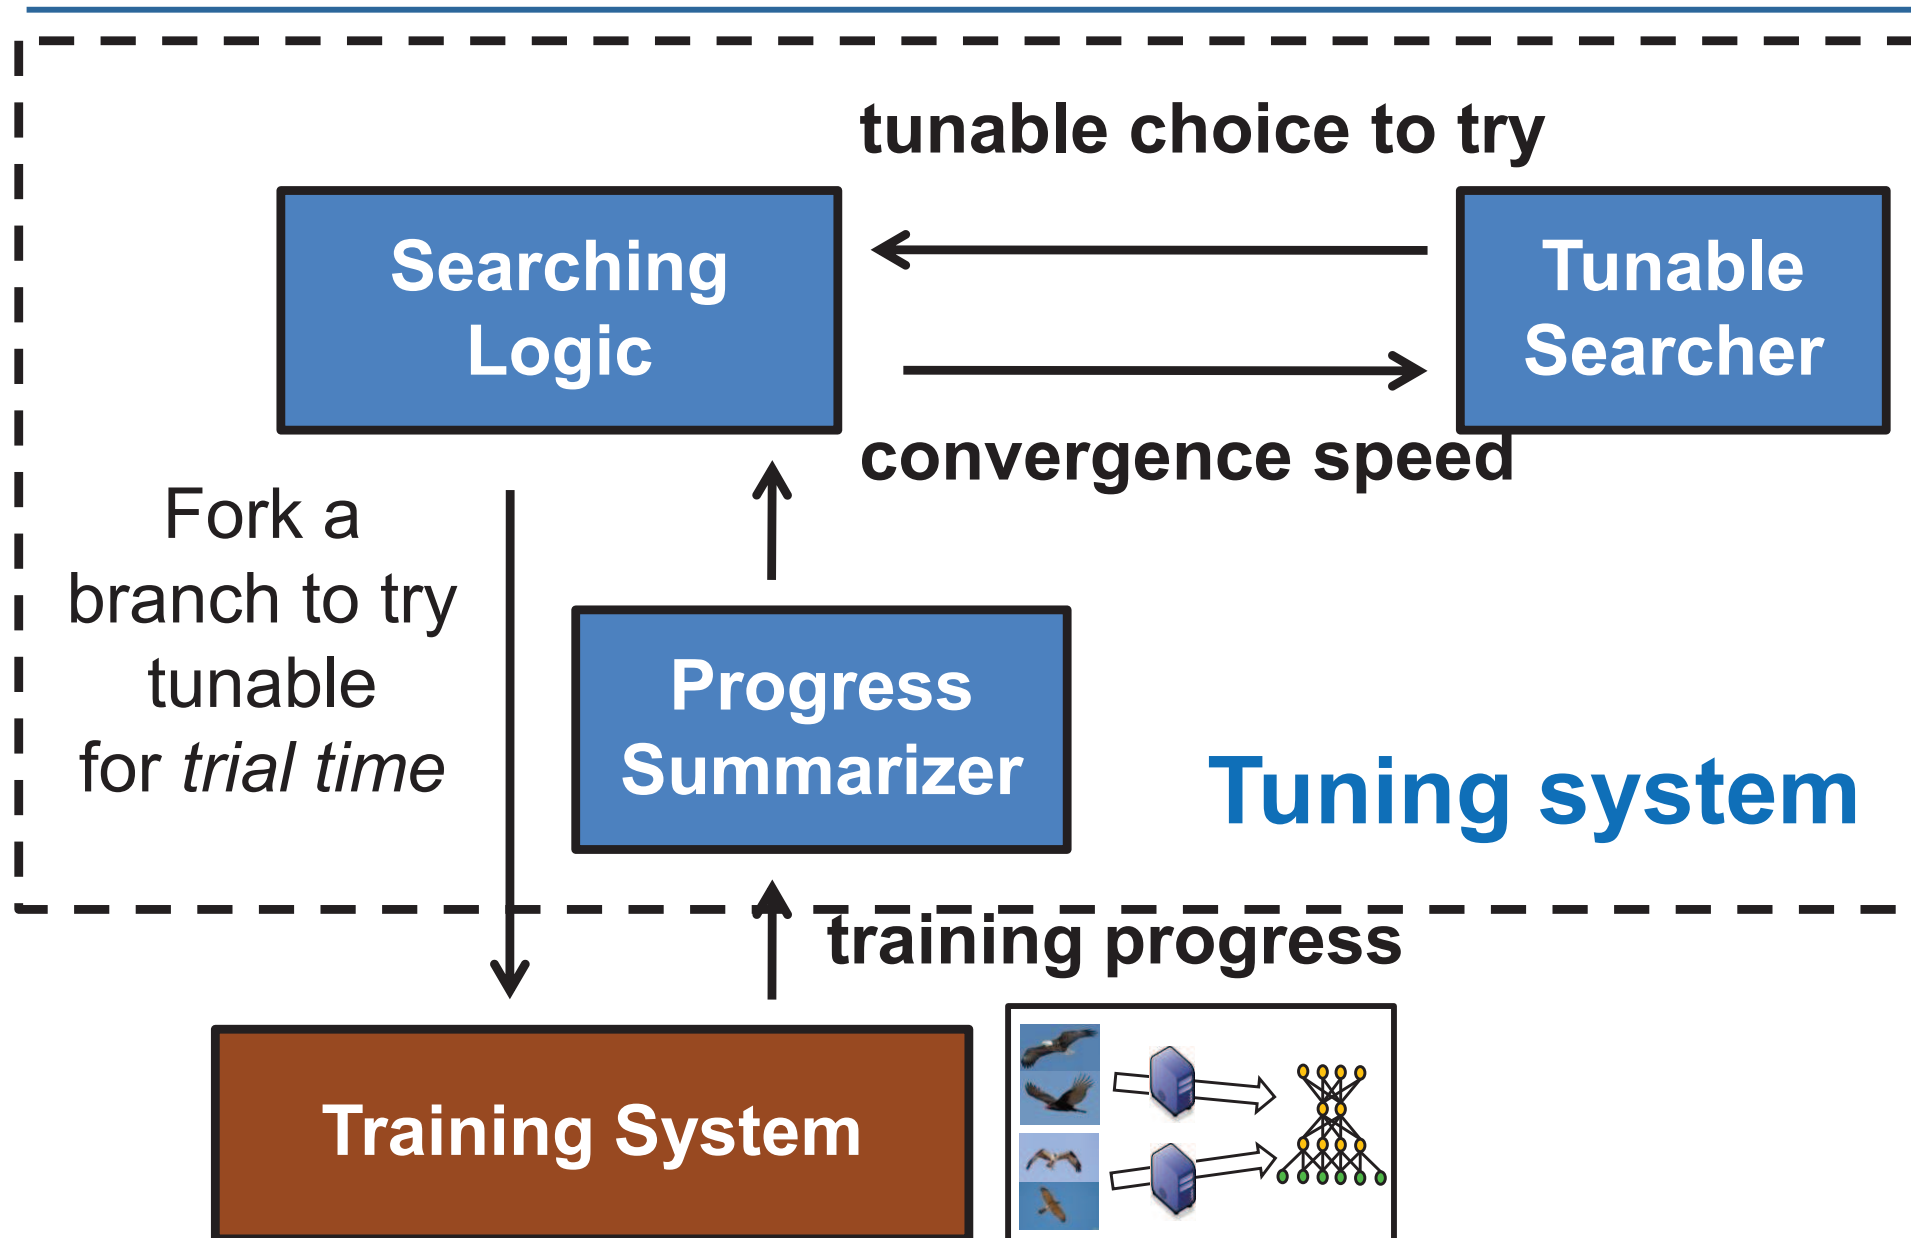 tunable choice to try
Searching
Logic
Tunable
Searcher
convergence speed
Fork a
branch to try
tunable
for trial time
Progress
Summarizer
Tuning system
training progress
Training System